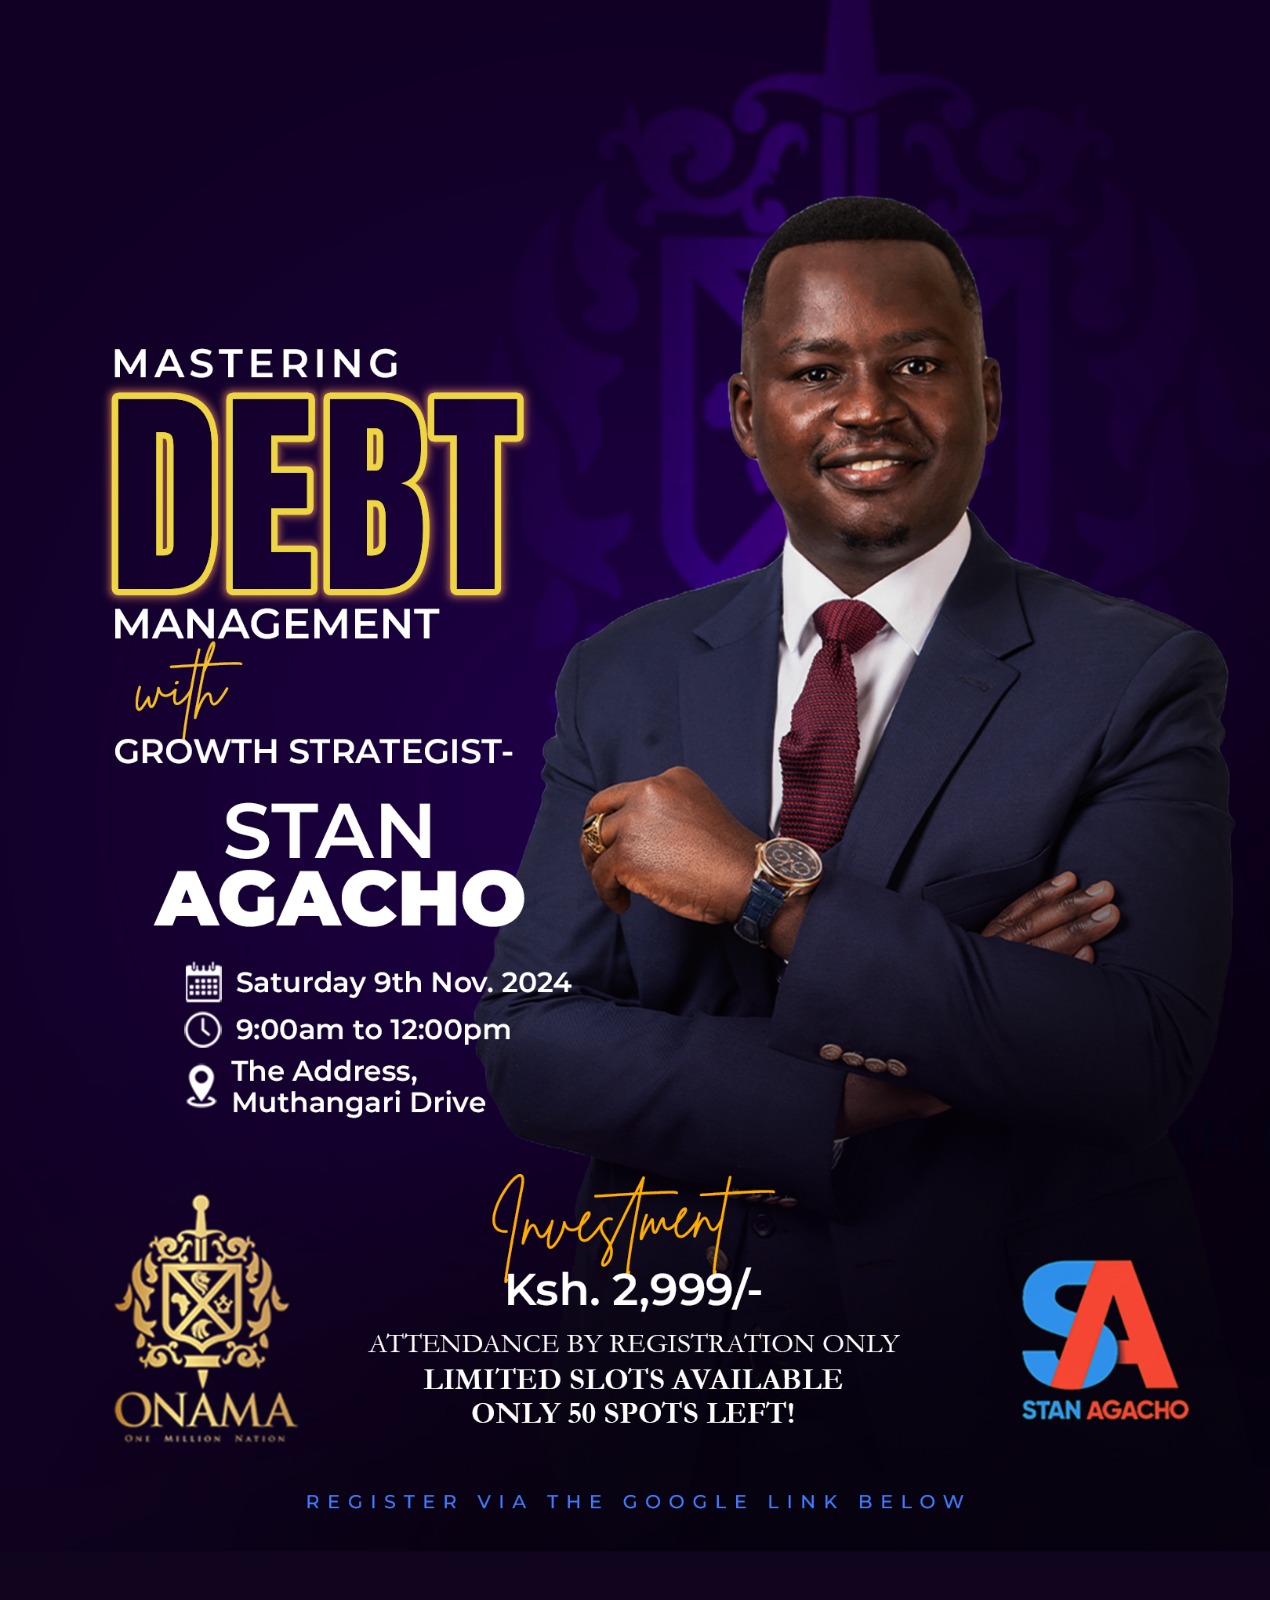 MASTERING
DEBT
MANAGEMENT
with
GROWTH STRATEGIST-
STAN
AGACHO
Saturday 9th Nov. 2024
9:00am to 12:00pm
The Address,
Muthangari Drive
Investment
Ksh. 2,999/-
ATTENDANCE BY REGISTRATION ONLY
LIMITED SLOTS AVAILABLE
ONLY 50 SPOTS LEFT!
ONAMA
ONE MILLION NATION
SA
STAN AGACHO
REGISTER VIA THE GOOGLE LINK BELOW